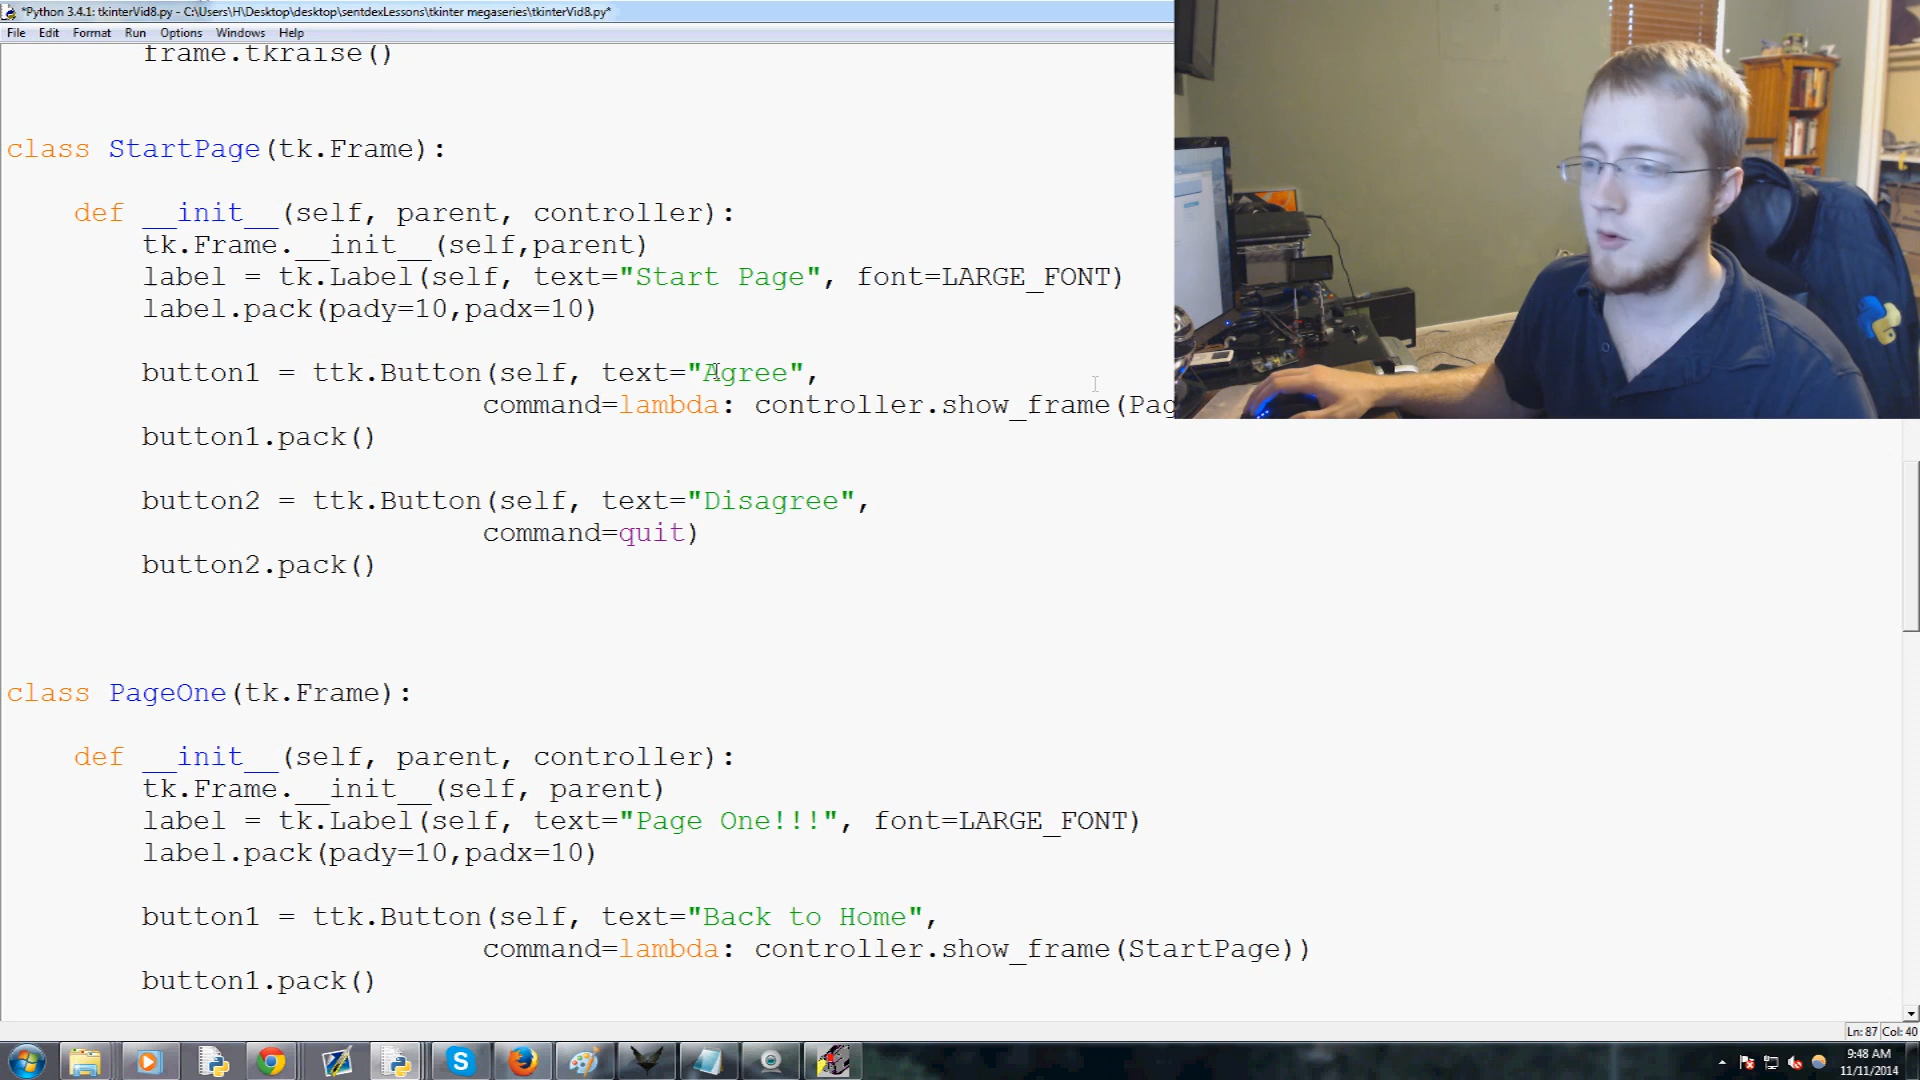 *Python 3.4.1: tkinterVid8.py - C:\Users\H\Desktop\desktop\sentdexLessons\tkinter megaseries\tkinterVid8.py*
File Edit Format Run Options Windows Help
frame.tkraise()
class StartPage(tk.Frame):
def __init__(self, parent, controller):
tk.Frame.__init__(self,parent)
label = tk.Label(self, text="Start Page", font=LARGE_FONT)
label.pack(pady=10,padx=10)
button1 = ttk.Button(self, text="Agree",
command=lambda: controller.show_frame(Pag
button1.pack()
button2 = ttk.Button(self, text="Disagree",
command=quit)
button2.pack()
class PageOne(tk.Frame):
def __init__(self, parent, controller):
tk.Frame.__init__(self, parent)
label = tk.Label(self, text="Page One!!!", font=LARGE_FONT)
label.pack(pady=10,padx=10)
button1 = ttk.Button(self, text="Back to Home",
command=lambda: controller.show_frame(StartPage))
button1.pack()
Ln: 87 Col: 40
9:48 AM
11/11/2014